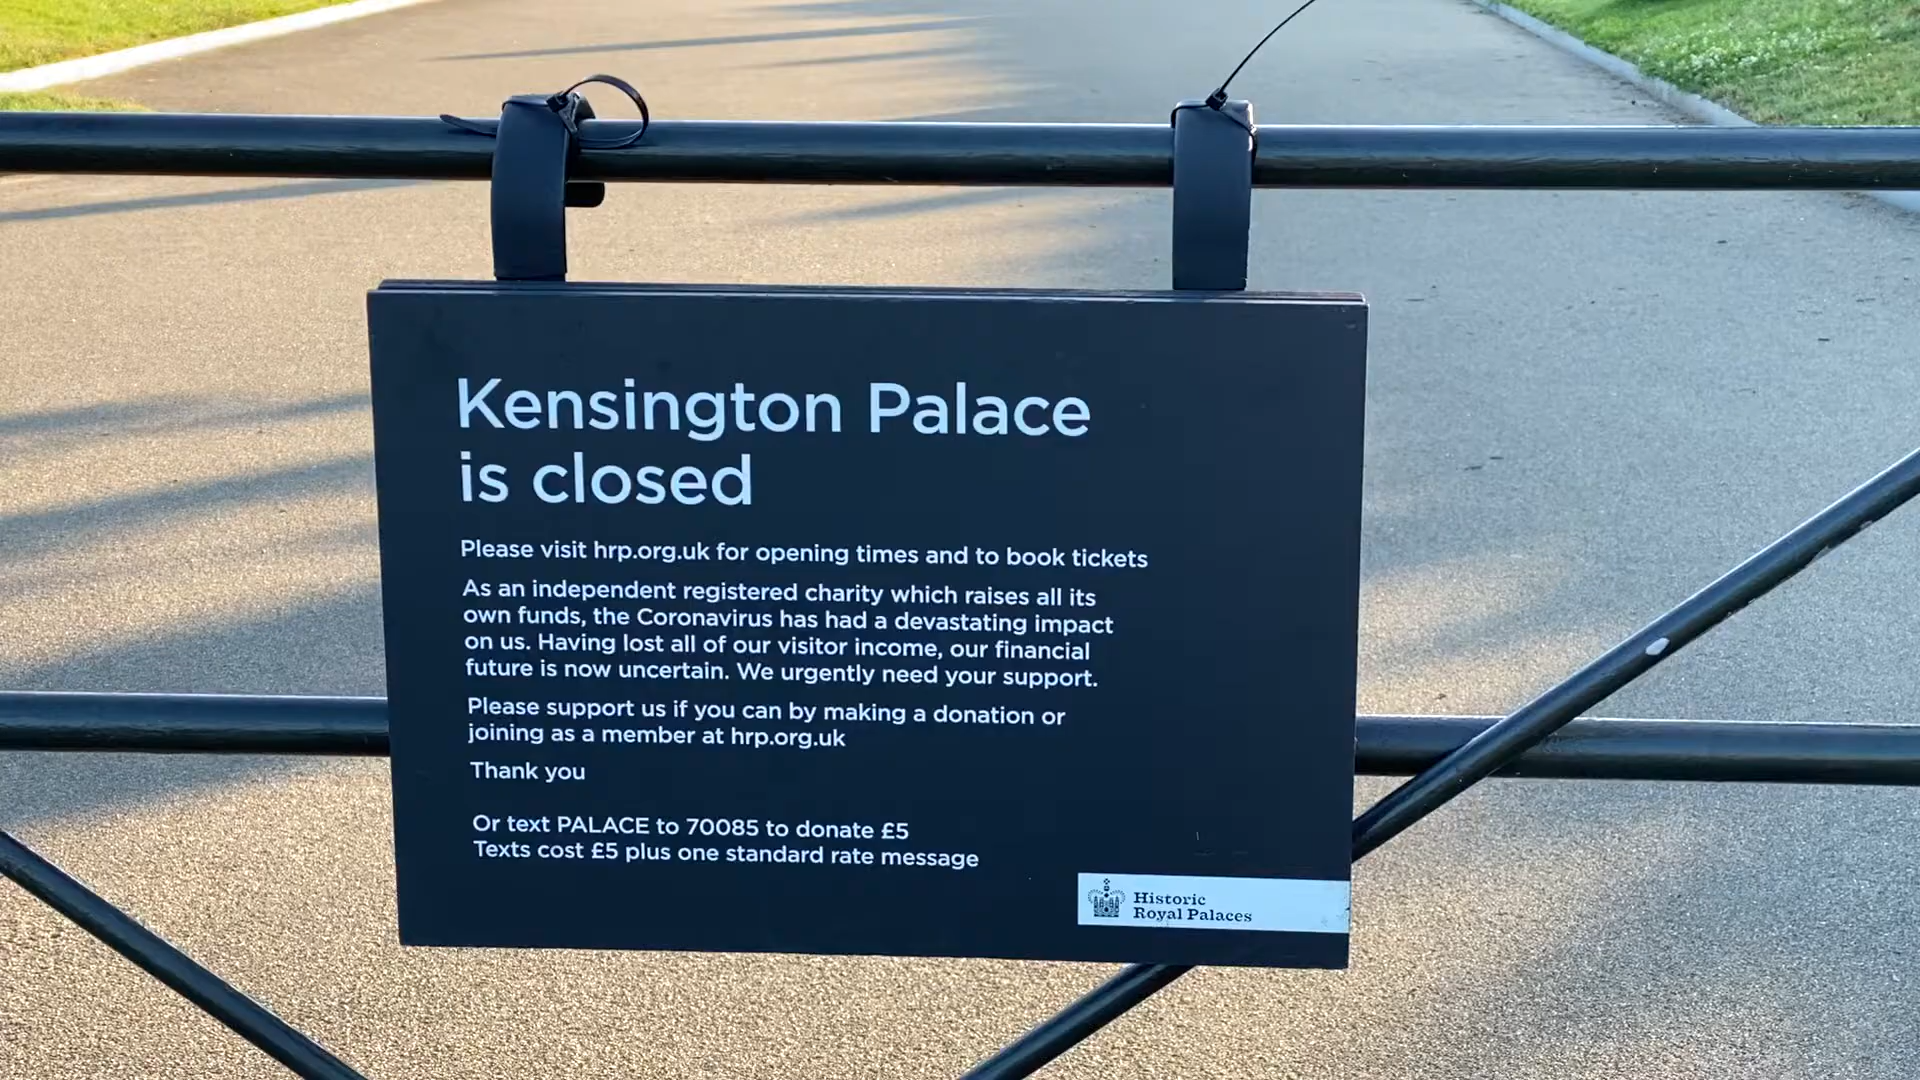 Kensington Palace
is closed
Please visit hrp.org.uk for opening times and to book tickets
As an independent registered charity which raises all its
own funds, the Coronavirus has had a devastating impact
on us. Having lost all of our visitor income, our financial
future is now uncertain. We urgently need your support.
Please support us if you can by making a donation or
joining as a member at hrp.org.uk
Thank you
Or text PALACE to 70085 to donate £5
Texts cost £5 plus one standard rate message
Historic
Royal Palaces